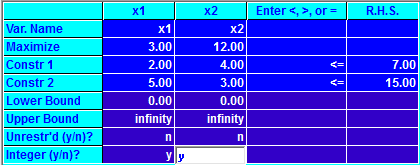 x1 x2 Enter <, >, or = R.H.S.
Var. Name x1 x2
Maximize 3.00 12.00
Constr 1 2.00 4.00 <= 7.00
Constr 2 5.00 3.00 <= 15.00
Lower Bound 0.00 0.00
Upper Bound infinity infinity
Unrestr'd (y/n)? n n
Integer (y/n)? y y